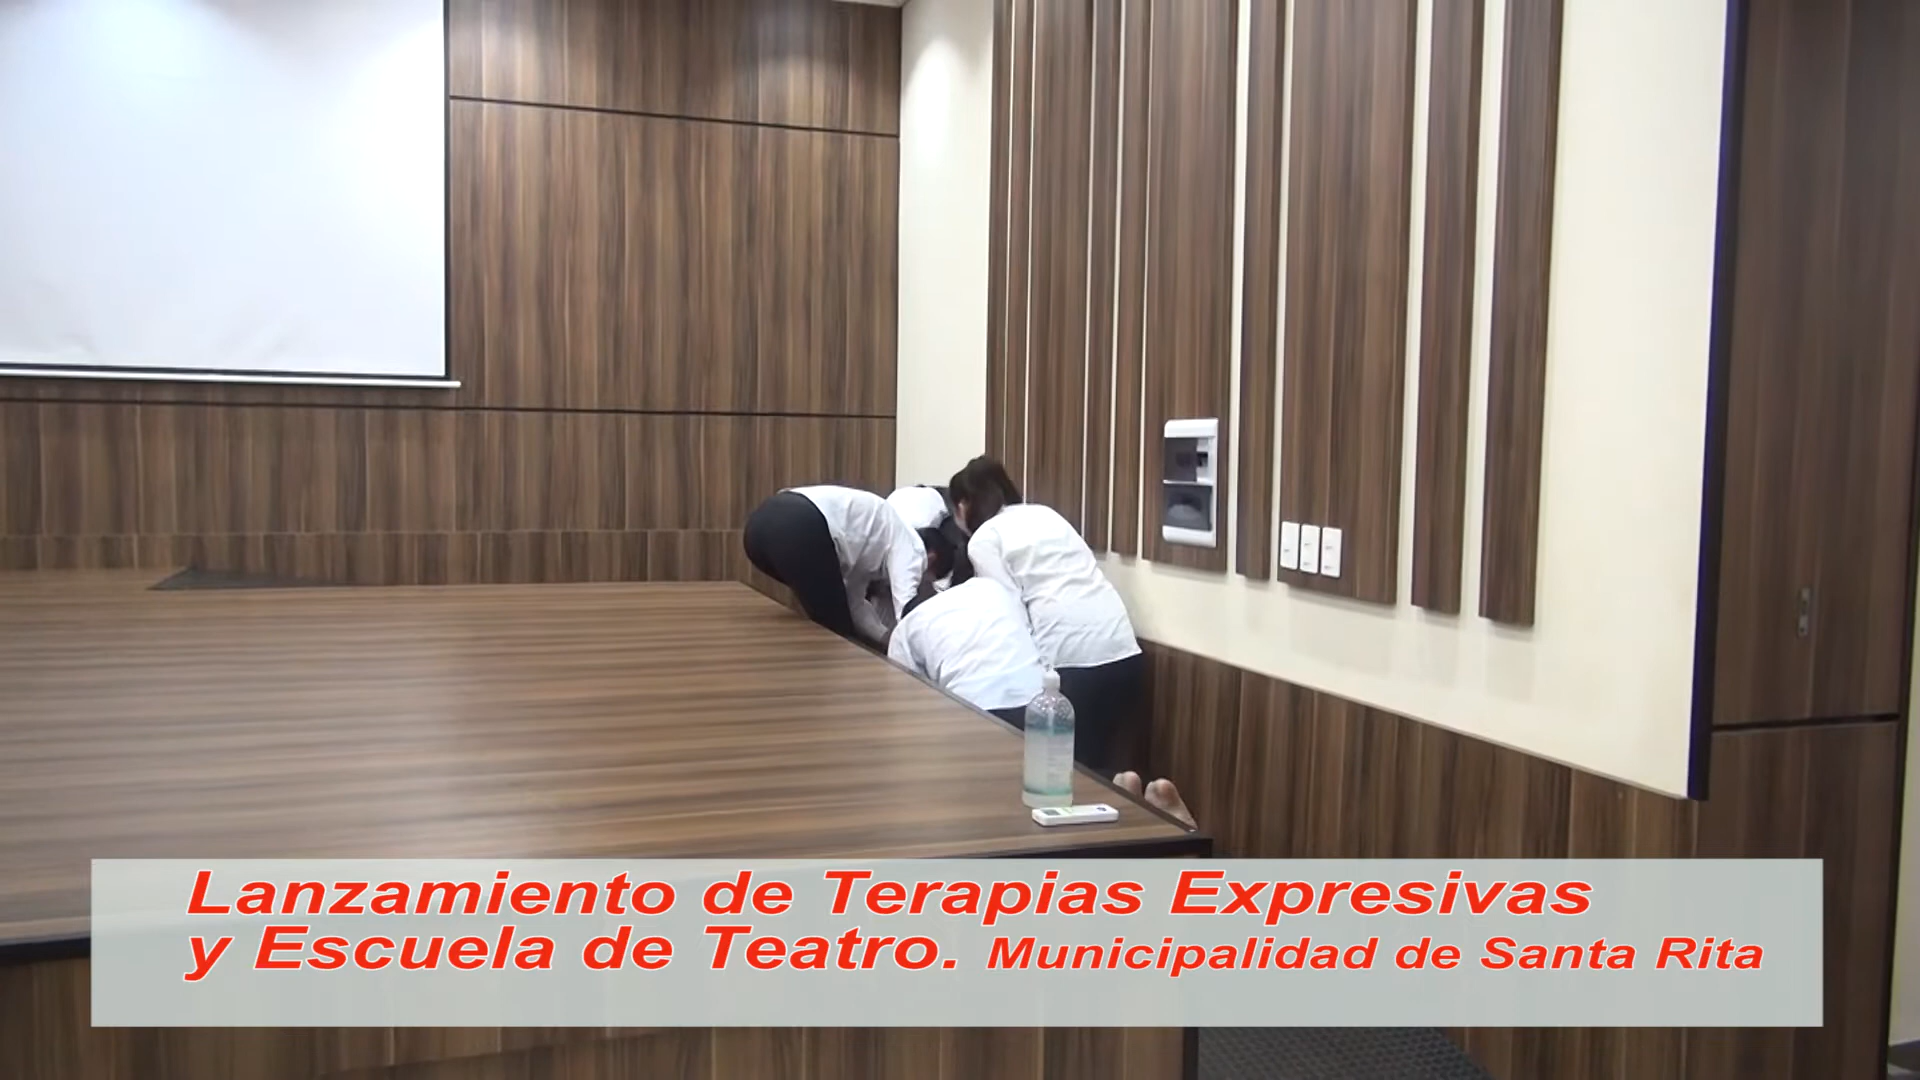 Lanzamiento de Terapias Expresivas
y Escuela de Teatro. Municipalidad de Santa Rita